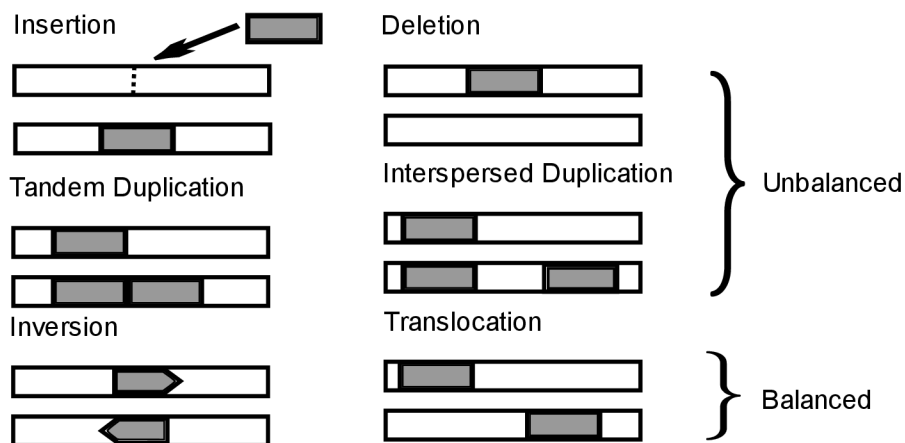 Insertion
Deletion
Tandem Duplication
Interspersed Duplication
Unbalanced
Inversion
Translocation
Balanced